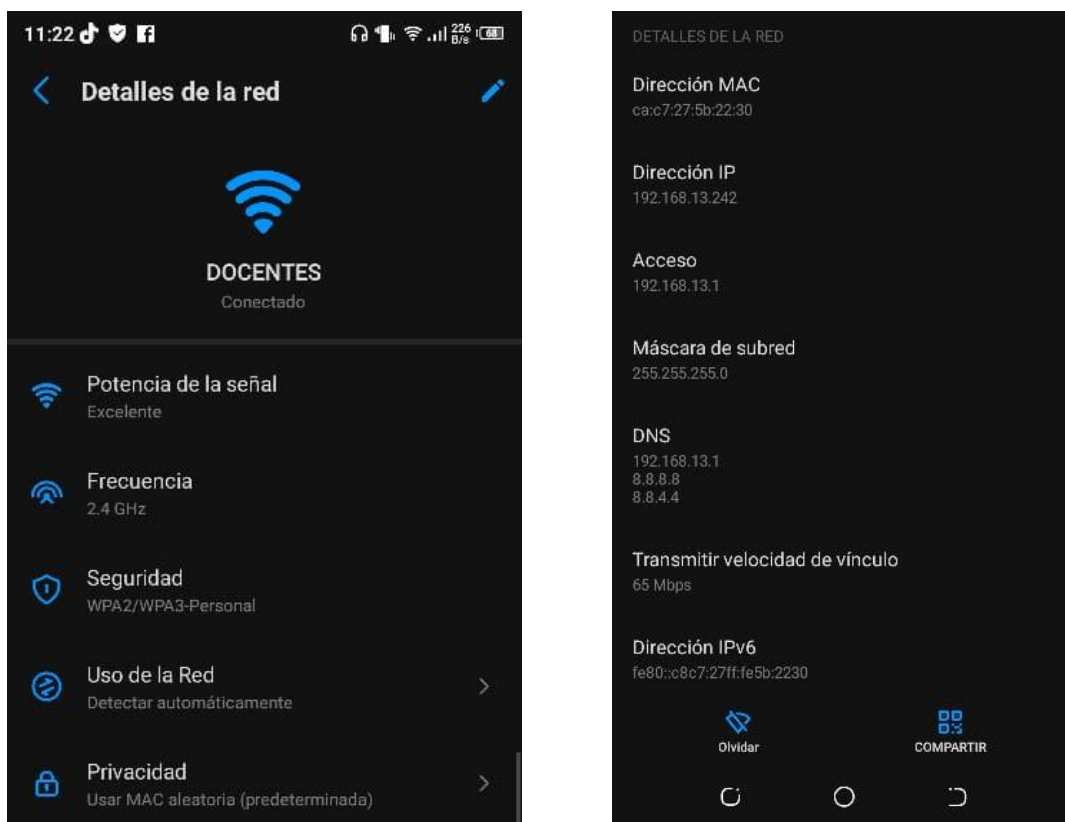 11:22
226
B/s
68
Detalles de la red
DOCENTES
Conectado
Potencia de la señal
Excelente
Frecuencia
2.4 GHz
Seguridad
WPA2/WPA3-Personal
Uso de la Red
Detectar automáticamente
Privacidad
Usar MAC aleatoria (predeterminada)
DETALLES DE LA RED
Dirección MAC
ca:c7:27:5b:22:30
Dirección IP
192.168.13.242
Acceso
192.168.13.1
Máscara de subred
255.255.255.0
DNS
192.168.13.1
8.8.8.8
8.8.4.4
Transmitir velocidad de vínculo
65 Mbps
Dirección IPv6
fe80::c8c7:27ff:fe5b:2230
Olvidar
COMPARTIR